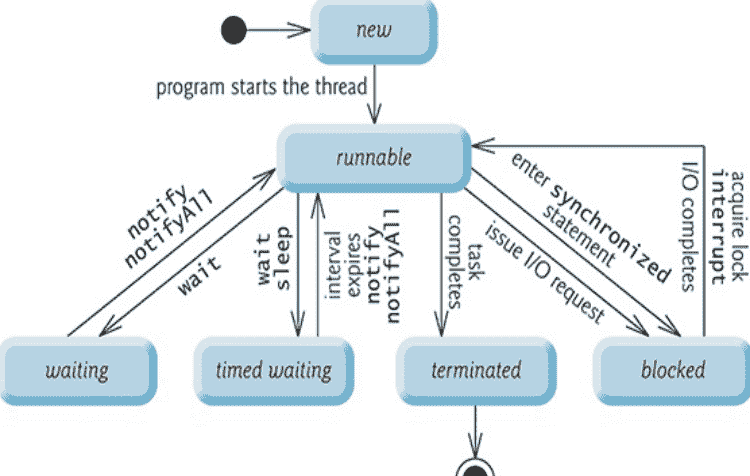 new
program starts the thread
runnable
notify
notifyAll
wait
wait
sleep
interval
expires
notify
notifyAll
task
completes
issue I/O request
enter synchronized
statement
acquire lock
interrupt
I/O completes
waiting
timed waiting
terminated
blocked